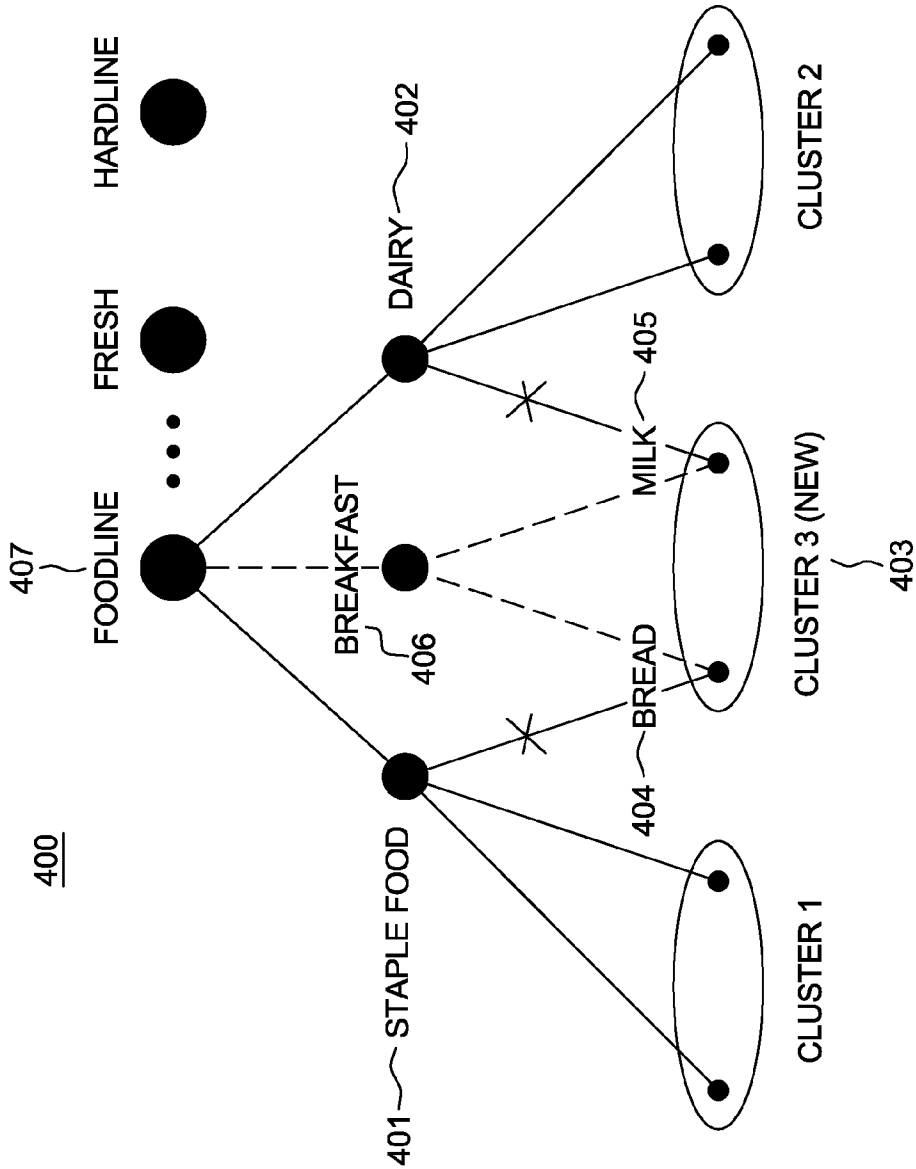 400
407
FOODLINE
FRESH
HARDLINE
401
STAPLE FOOD
BREAKFAST
406
DAIRY
402
404
BREAD
MILK
405
CLUSTER 1
CLUSTER 3 (NEW)
403
CLUSTER 2